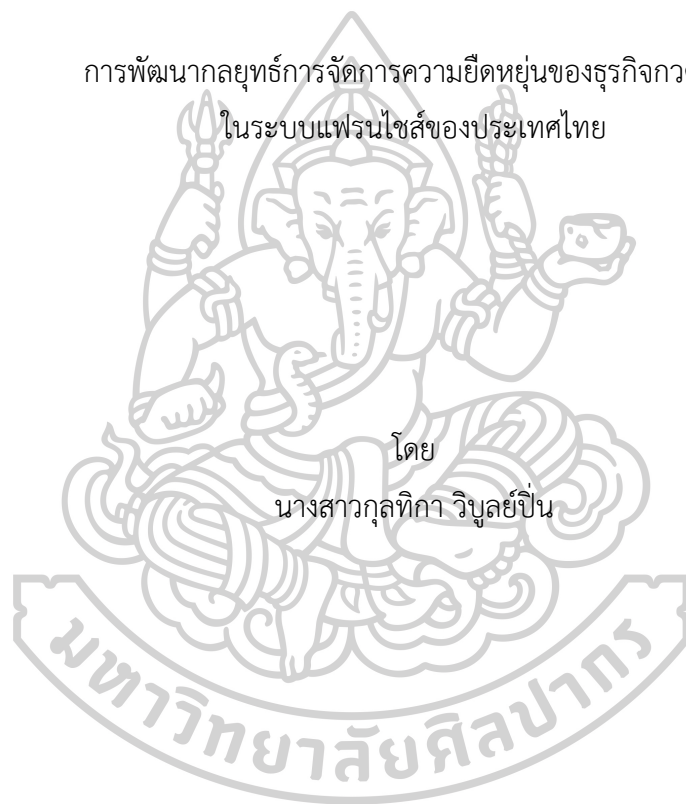 การพัฒนากลยุทธ์การจัดการความยืดหยุ่นของธุรกิจ
ในระบบแฟรนไชส์ของประเทศไทย
โดย
นางสาวกุลทิกา วิบูลย์ปิ่น
มหาวิทยาลัยศิลปากร